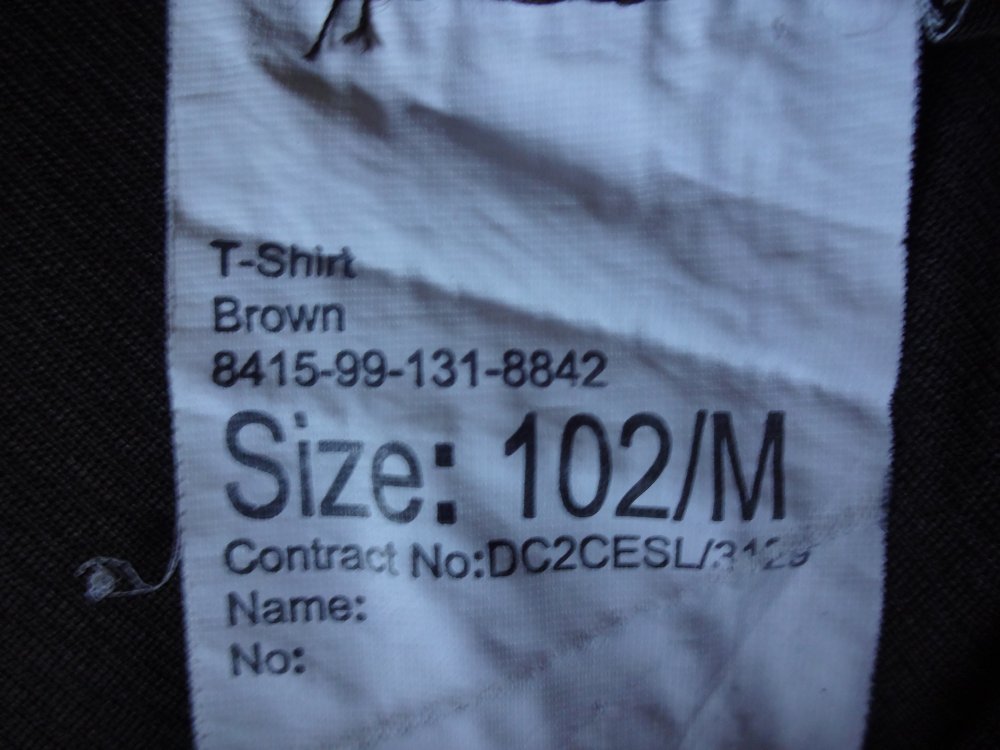 T-Shirt
Brown
8415-99-131-8842
Size: 102/M
Contract No:DC2CESL/3129
Name:
No: